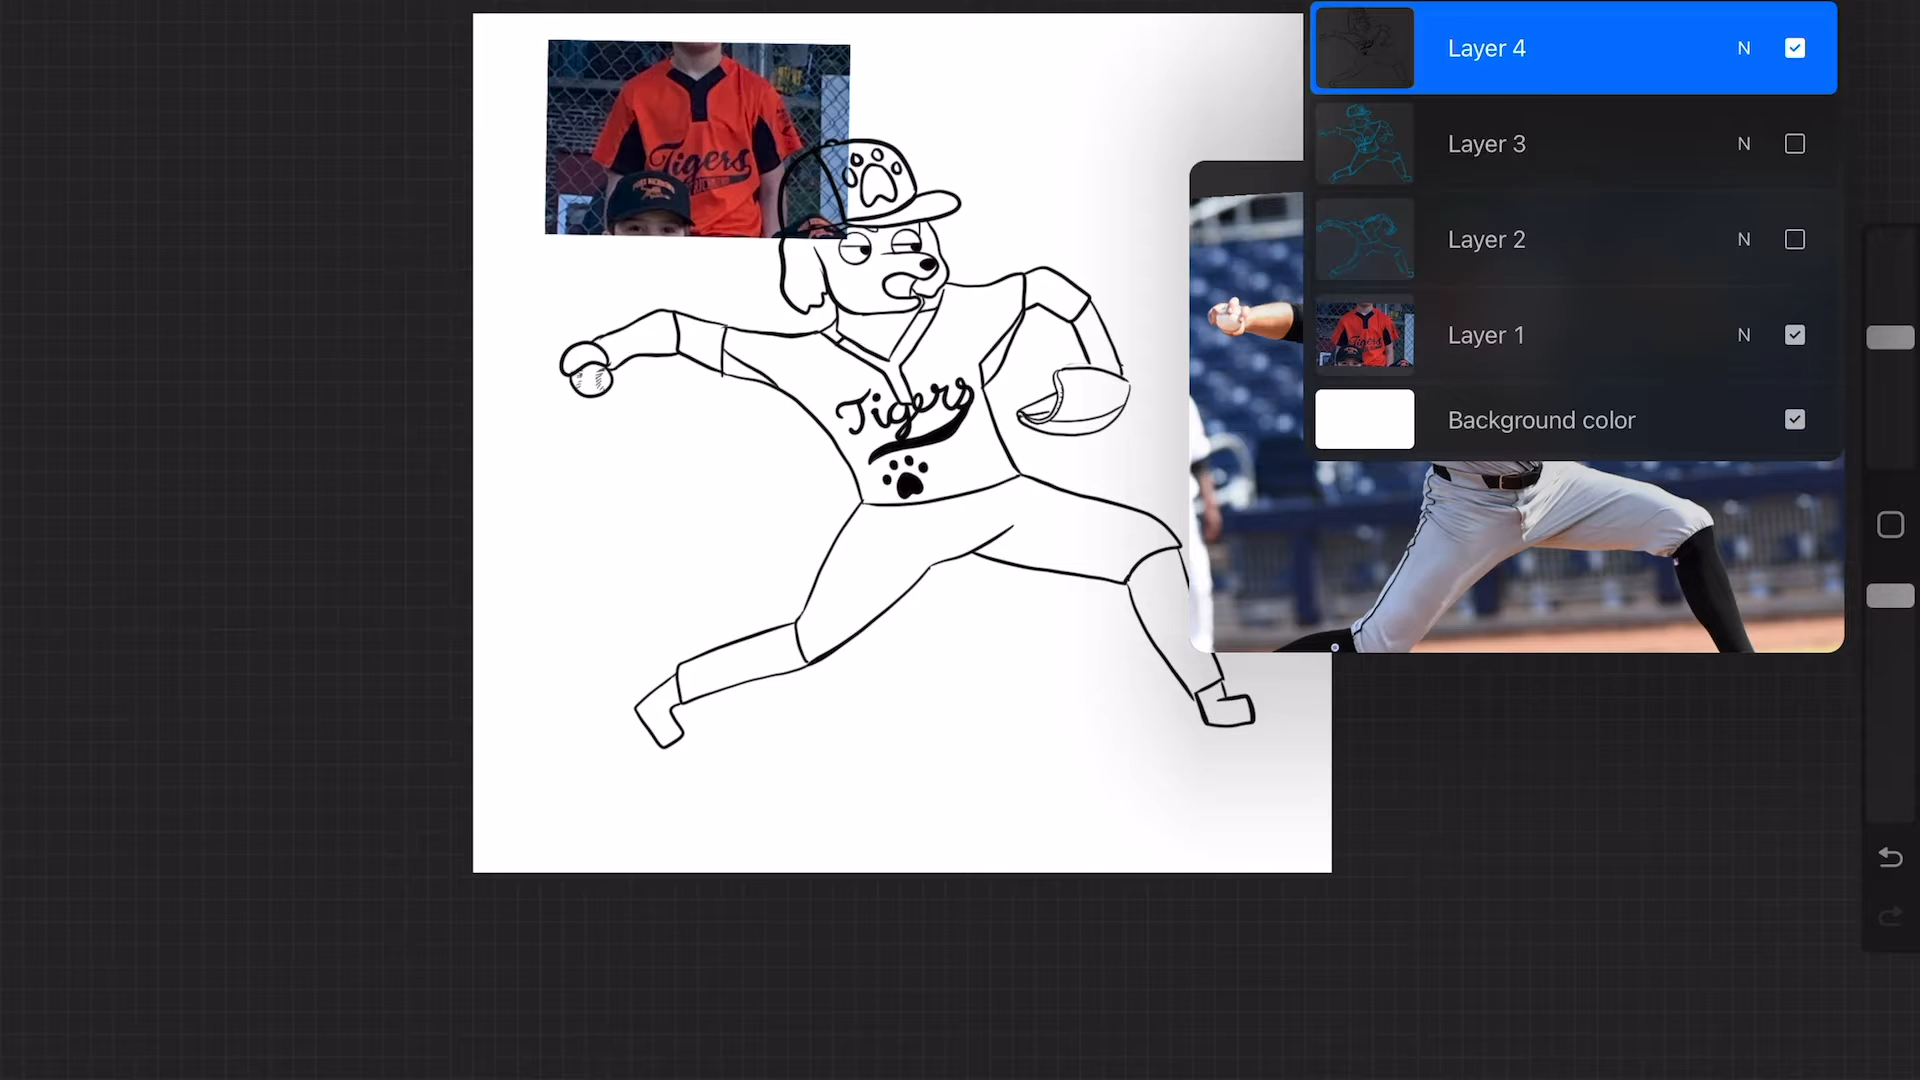 Layer 4 N
Layer 3 N
Layer 2 N
Layer 1 N
Background color
Tigers
Tigers